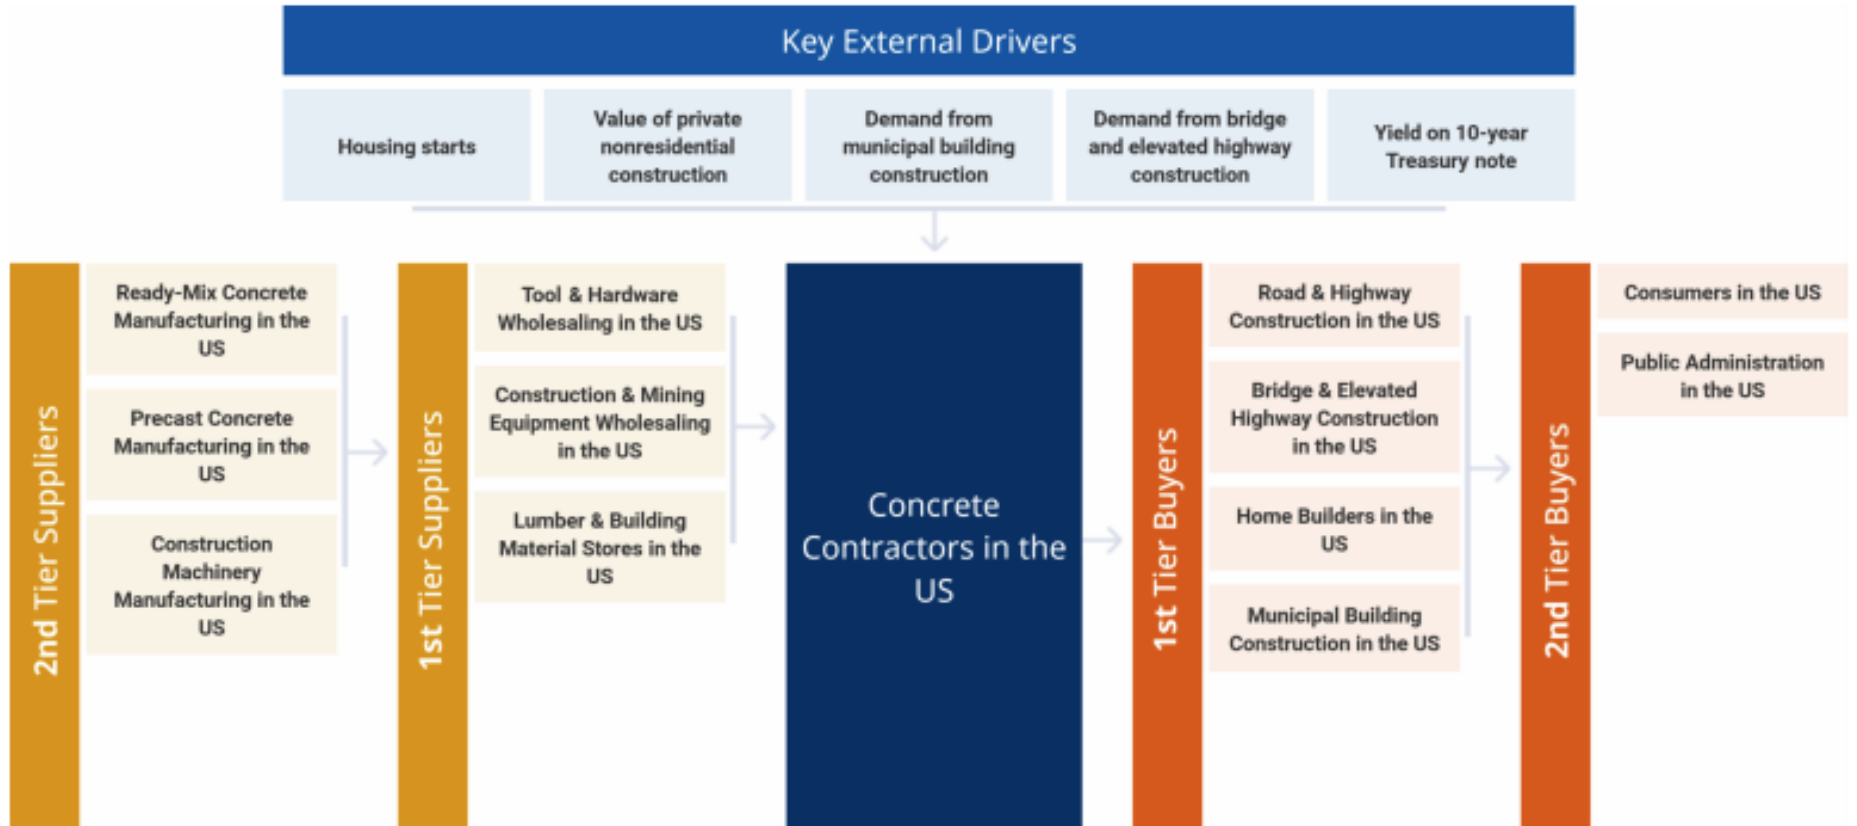 Key External Drivers
Housing starts
Value of private
nonresidential
construction
Demand from
municipal building
construction
Demand from bridge
and elevated highway
construction
Yield on 10-year
Treasury note
2nd Tier Suppliers
Ready-Mix Concrete
Manufacturing in the
US
Precast Concrete
Manufacturing in the
US
Construction
Machinery
Manufacturing in the
US
1st Tier Suppliers
Tool & Hardware
Wholesaling in the US
Construction & Mining
Equipment Wholesaling
in the US
Lumber & Building
Material Stores in the
US
Concrete
Contractors in the
US
1st Tier Buyers
Road & Highway
Construction in the US
Bridge & Elevated
Highway Construction
in the US
Home Builders in the
US
Municipal Building
Construction in the US
2nd Tier Buyers
Consumers in the US
Public Administration
in the US